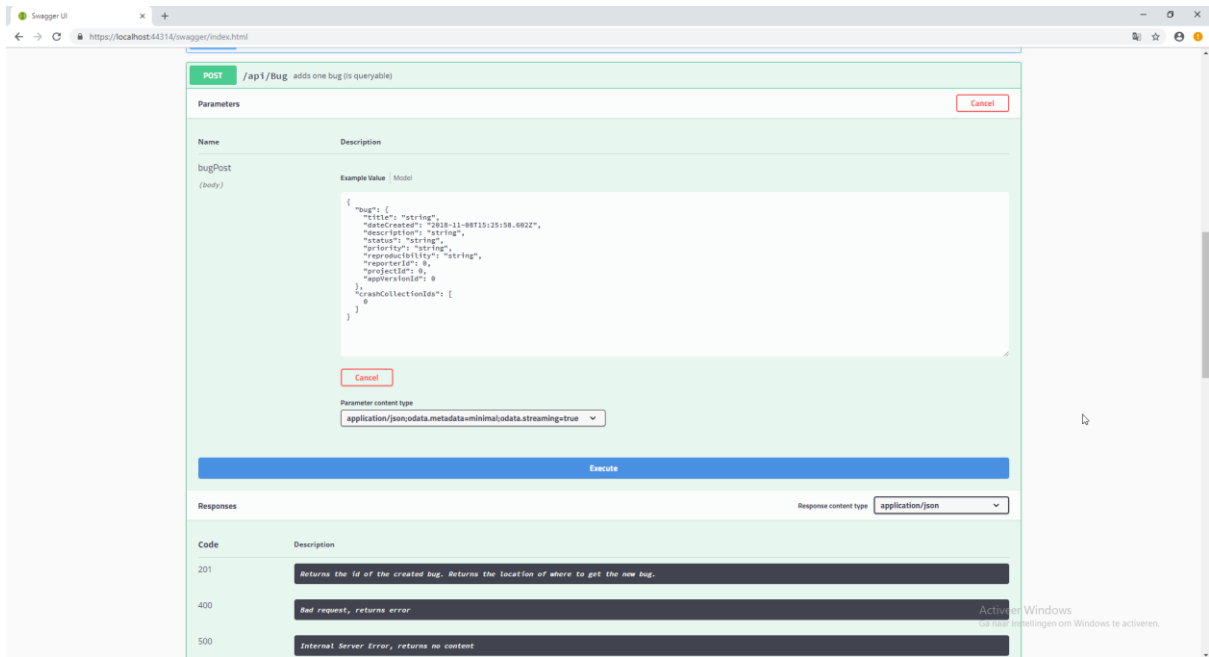 Swagger UI
https://localhost:44314/swagger/index.html
POST /api/Bug adds one bug (Is queryable)
Parameters
Cancel
Name Description
bugPost
(body)
Example Value Model
{
"bug": {
"title": "string",
"dateCreated": "2018-11-08T15:25:58.602Z",
"description": "string",
"status": "string",
"priority": "string",
"reproducibility": "string",
"reporterId": 0,
"projectId": 0,
"appVersionId": 0
},
"crashCollectionIds": [
0
]
}
Cancel
Parameter content type
application/json;odata.metadata=minimal;odata.streaming=true
Execute
Responses
Response content type application/json
Code Description
201 Returns the id of the created bug. Returns the location of where to get the new bug.
400 Bad request, returns error
500 Internal Server Error, returns no content
Activeer Windows
Ga naar Instellingen om Windows te activeren.